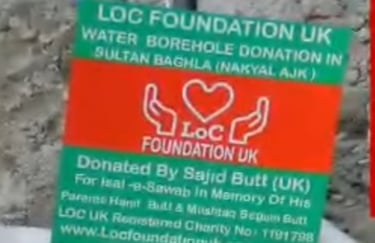 LOC FOUNDATION UK
WATER BOREHOLE DONATION IN
SULTAN BAGHLA (NAKYAL AJK)
LoC
FOUNDATION UK
Donated By Sajid Butt (UK)
For Isal -e-Sawab In Memory Of His
Parents Hanif Butt & Mushtaq Begum Butt
LOC UK Registered Charity No: 1191798
www.Locfoundation